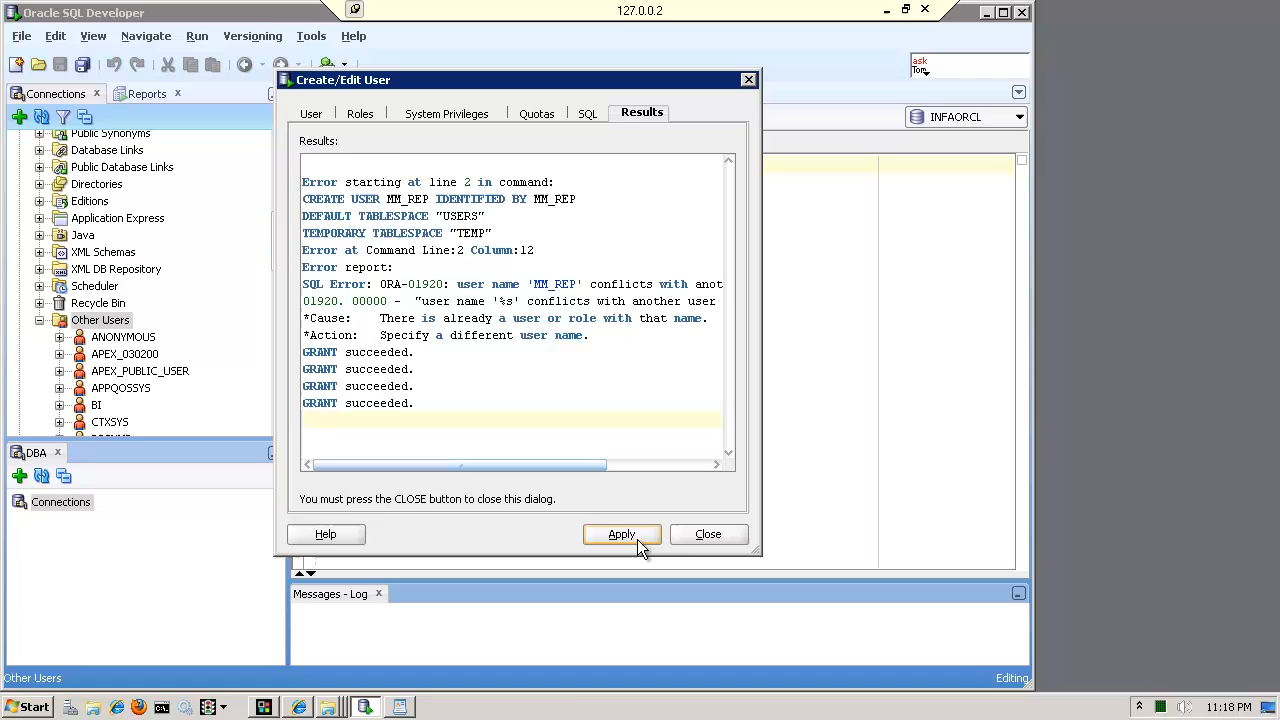 127.0.0.2
Oracle SQL Developer
File Edit View Navigate Run Versioning Tools Help
ask
Tom
Connections x Reports x
INFAORCL
Public Synonyms
Database Links
Public Database Links
Directories
Editions
Application Express
Java
XML Schemas
XML DB Repository
Scheduler
Recycle Bin
Other Users
ANONYMOUS
APEX_030200
APEX_PUBLIC_USER
APPQOSSYS
BI
CTXSYS
DBA x
Connections
Create/Edit User
User Roles System Privileges Quotas SQL Results
Results:
Error starting at line 2 in command:
CREATE USER MM_REP IDENTIFIED BY MM_REP
DEFAULT TABLESPACE "USERS"
TEMPORARY TABLESPACE "TEMP"
Error at Command Line:2 Column:12
Error report:
SQL Error: ORA-01920: user name 'MM_REP' conflicts with anot
01920. 00000 - "user name '%s' conflicts with another user
*Cause: There is already a user or role with that name.
*Action: Specify a different user name.
GRANT succeeded.
GRANT succeeded.
GRANT succeeded.
GRANT succeeded.
You must press the CLOSE button to close this dialog.
Help Apply Close
Messages - Log x
Other Users Editing
Start 11:18 PM